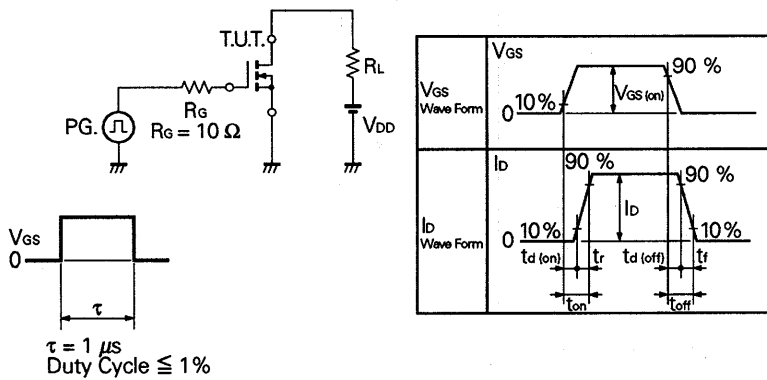 T.U.T.
RL
RG
RG = 10 Ω
PG.
VDD
VGS
0
τ
τ = 1 μs
Duty Cycle ≦ 1%
VGS
Wave Form
VGS
10%
0
90 %
VGS (on)
ID
Wave Form
ID
90 %
90 %
10%
0
ID
10%
td (on)
tr
td (off)
tf
ton
toff